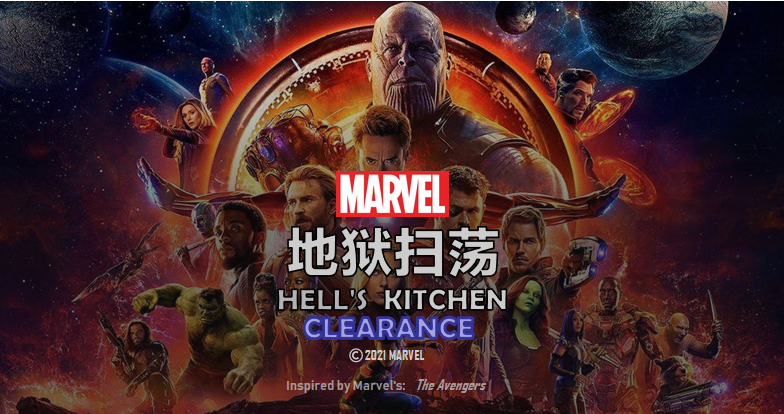 MARVEL
地狱扫荡
HELL'S KITCHEN
CLEARANCE
© 2021 MARVEL
Inspired by Marvel's: The Avengers